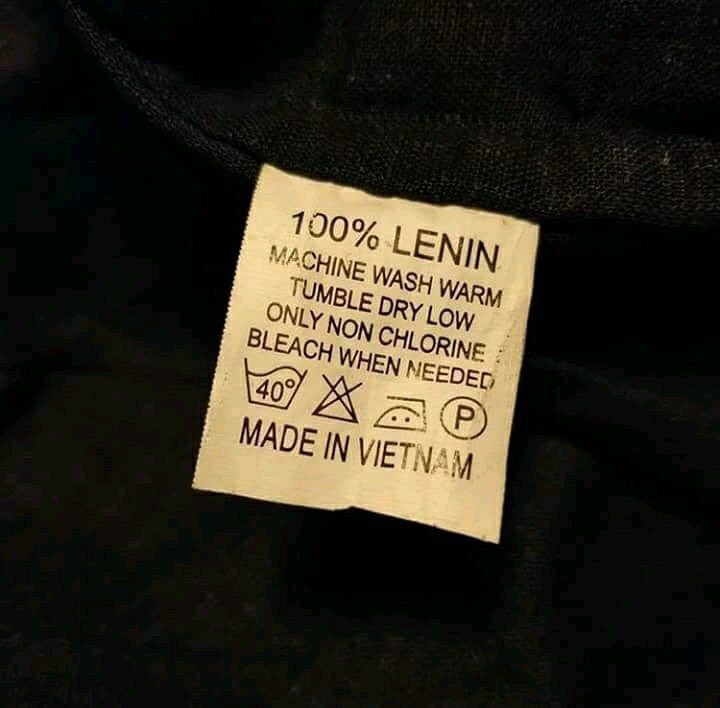 100% LENIN
MACHINE WASH WARM
TUMBLE DRY LOW
ONLY NON CHLORINE
BLEACH WHEN NEEDED
40° P
MADE IN VIETNAM